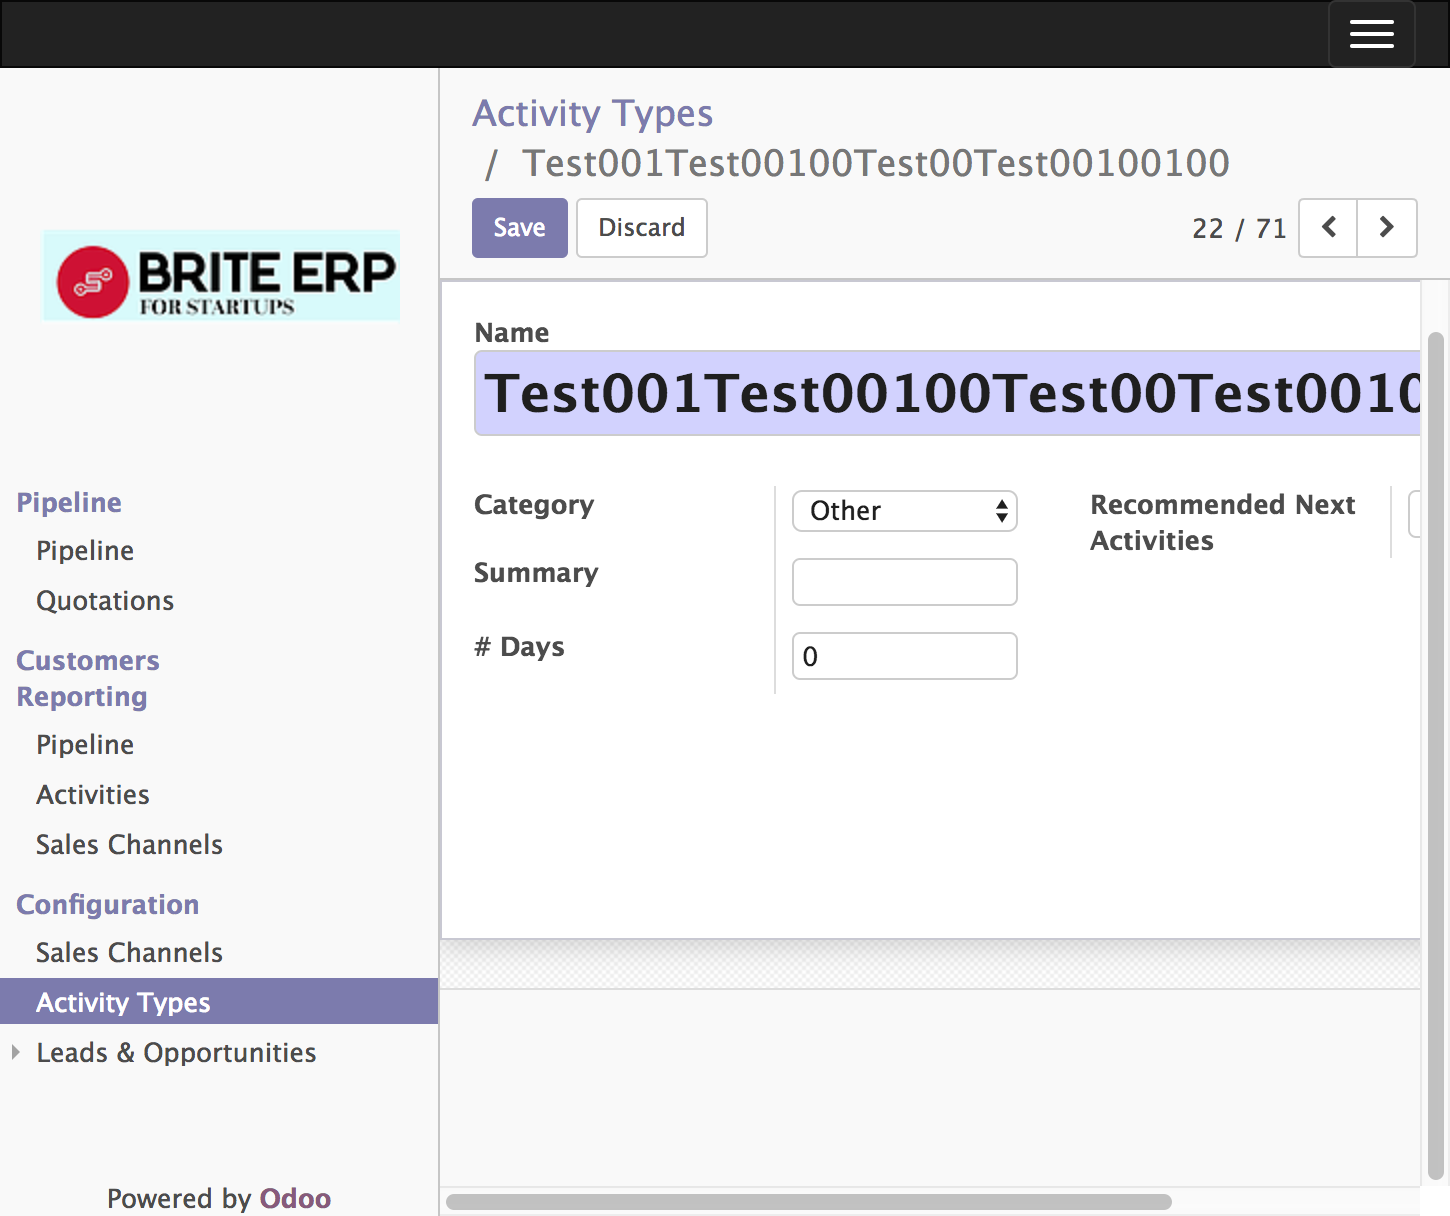 Activity Types
/ Test001Test00100Test00Test00100100
Save
Discard
22 / 71
BRITE ERP
FOR STARTUPS
Name
Test001Test00100Test00Test0010
Category
Other
Recommended Next
Activities
Summary
# Days
0
Pipeline
Pipeline
Quotations
Customers
Reporting
Pipeline
Activities
Sales Channels
Configuration
Sales Channels
Activity Types
Leads & Opportunities
Powered by Odoo